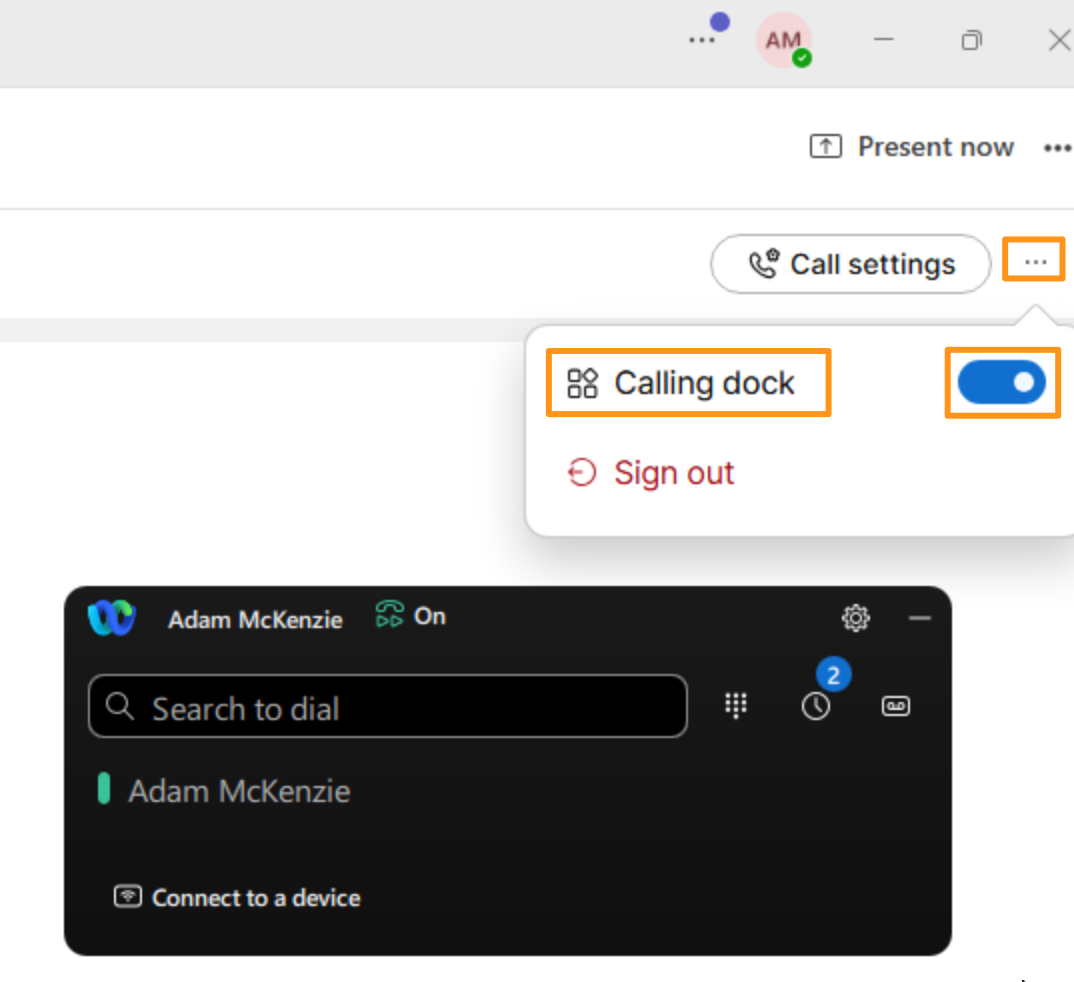 AM
Present now
Call settings
Calling dock
Sign out
Adam McKenzie On
2
Search to dial
Adam McKenzie
Connect to a device